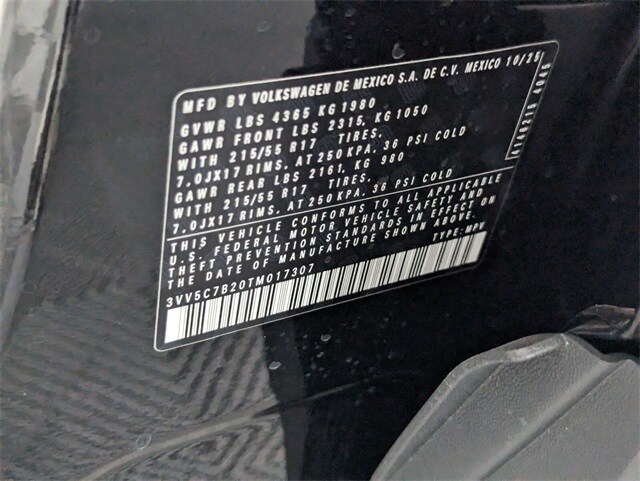 MFD BY VOLKSWAGEN DE MEXICO S.A. DE C.V. MEXICO 10/25
GVWR LBS 4365 KG 1980
GAWR FRONT LBS 2315, KG 1050
WITH 215/55 R17 TIRES,
7.0JX17 RIMS, AT 250 KPA, 36 PSI COLD
GAWR REAR LBS 2161, KG 980
WITH 215/55 R17 TIRES,
7.0JX17 RIMS, AT 250 KPA, 36 PSI COLD
THIS VEHICLE CONFORMS TO ALL APPLICABLE
U.S. FEDERAL MOTOR VEHICLE SAFETY AND
THEFT PREVENTION STANDARDS IN EFFECT ON
THE DATE OF MANUFACTURE SHOWN ABOVE.
TYPE: MPV
3VV5C7B20TM017307